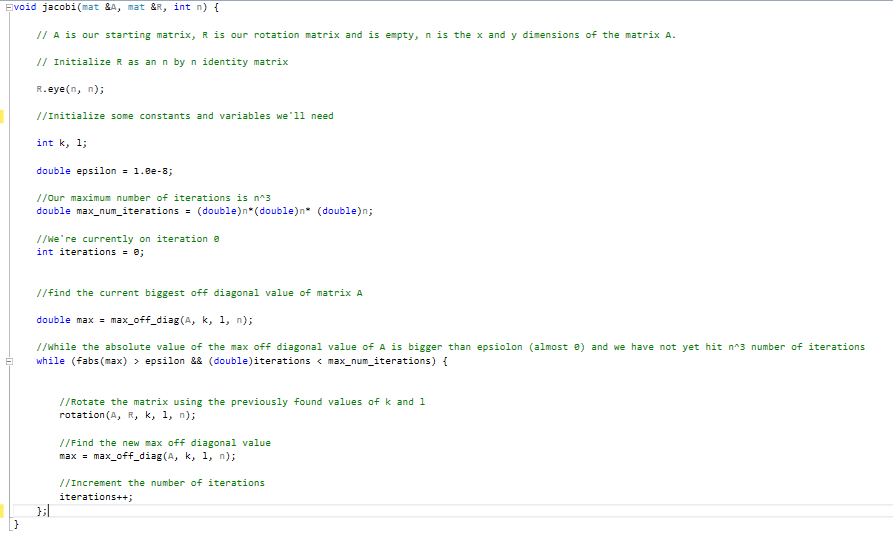 void jacobi(mat &A, mat &R, int n) {
// A is our starting matrix, R is our rotation matrix and is empty, n is the x and y dimensions of the matrix A.
// Initialize R as an n by n identity matrix
R.eye(n, n);
//Initialize some constants and variables we'll need
int k, l;
double epsilon = 1.0e-8;
//Our maximum number of iterations is n^3
double max_num_iterations = (double)n*(double)n* (double)n;
//We're currently on iteration 0
int iterations = 0;
//find the current biggest off diagonal value of matrix A
double max = max_off_diag(A, k, l, n);
//While the absolute value of the max off diagonal value of A is bigger than epsiolon (almost 0) and we have not yet hit n^3 number of iterations
while (fabs(max) > epsilon && (double)iterations < max_num_iterations) {
//Rotate the matrix using the previously found values of k and l
rotation(A, R, k, l, n);
//Find the new max off diagonal value
max = max_off_diag(A, k, l, n);
//Increment the number of iterations
iterations++;
};
}